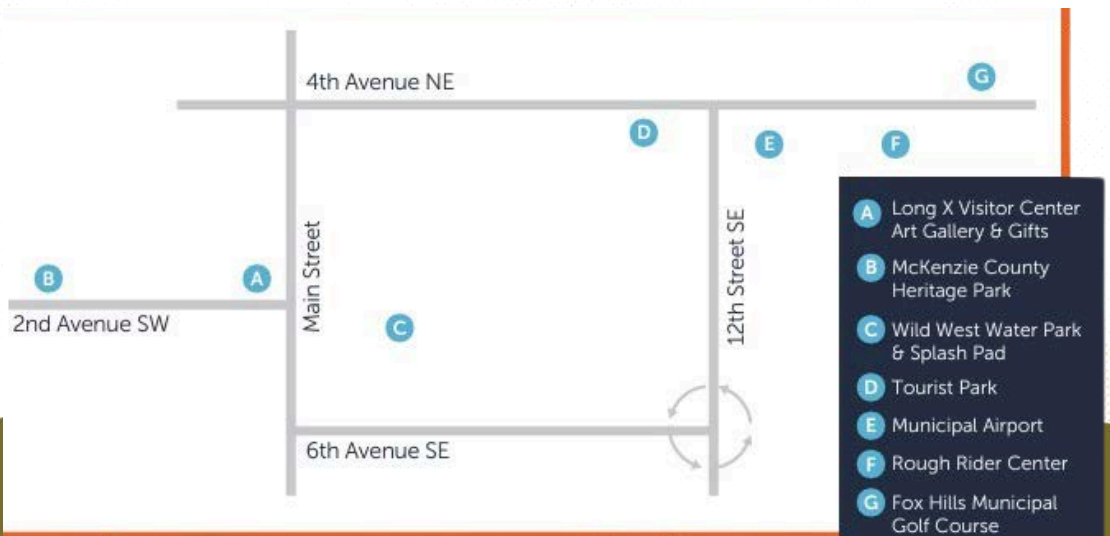 4th Avenue NE
G
D
E
F
Main Street
12th Street SE
B
A
2nd Avenue SW
C
6th Avenue SE
A Long X Visitor Center
Art Gallery & Gifts
B McKenzie County
Heritage Park
C Wild West Water Park
& Splash Pad
D Tourist Park
E Municipal Airport
F Rough Rider Center
G Fox Hills Municipal
Golf Course